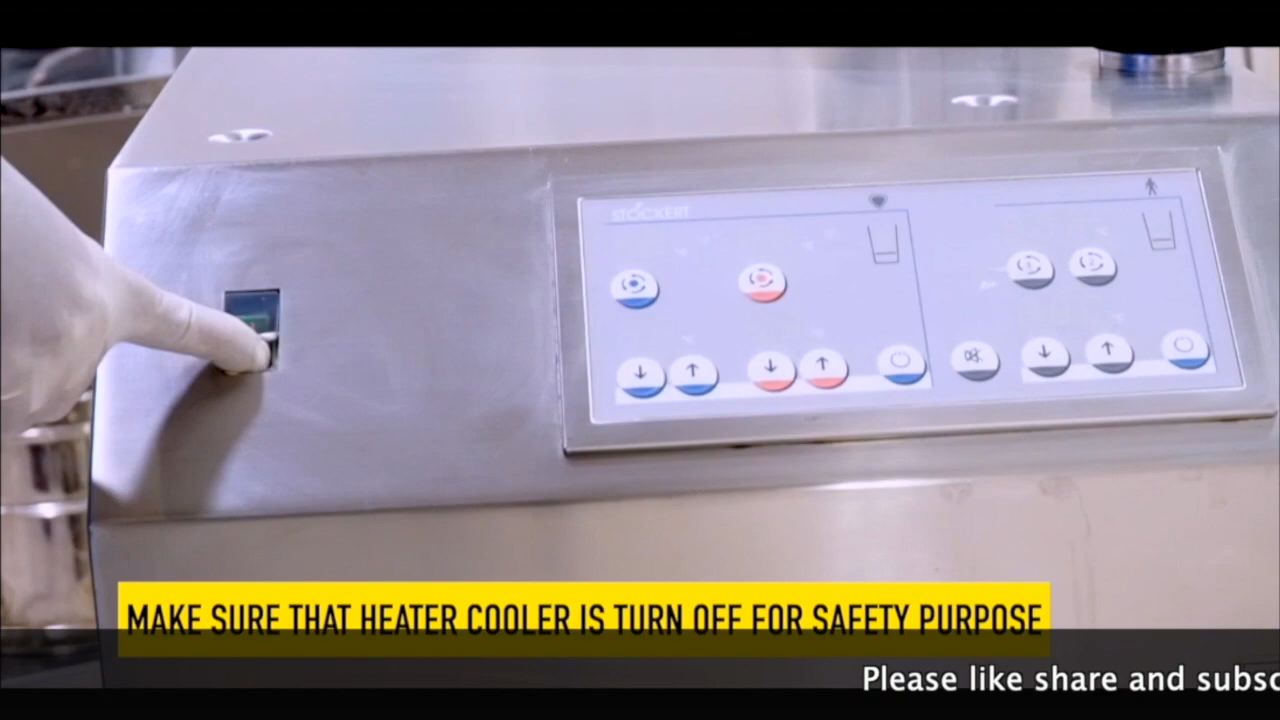 STÖCKERT
MAKE SURE THAT HEATER COOLER IS TURN OFF FOR SAFETY PURPOSE
Please like share and subsc